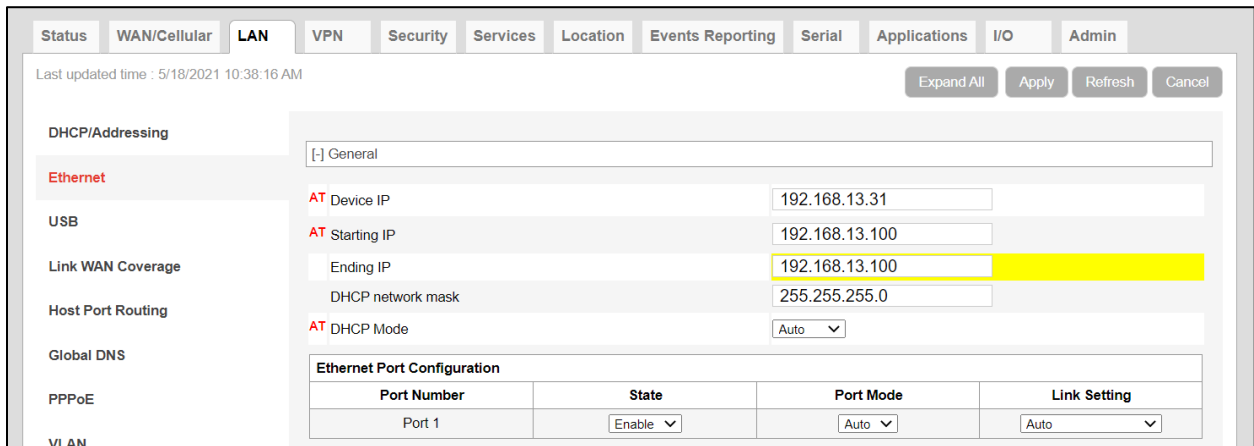 Status WAN/Cellular LAN VPN Security Services Location Events Reporting Serial Applications I/O Admin
Last updated time : 5/18/2021 10:38:16 AM
Expand All Apply Refresh Cancel
DHCP/Addressing
Ethernet
USB
Link WAN Coverage
Host Port Routing
Global DNS
PPPoE
VLAN
[-] General
AT Device IP 192.168.13.31
AT Starting IP 192.168.13.100
Ending IP 192.168.13.100
DHCP network mask 255.255.255.0
AT DHCP Mode Auto
Ethernet Port Configuration
Port Number State Port Mode Link Setting
Port 1 Enable Auto Auto